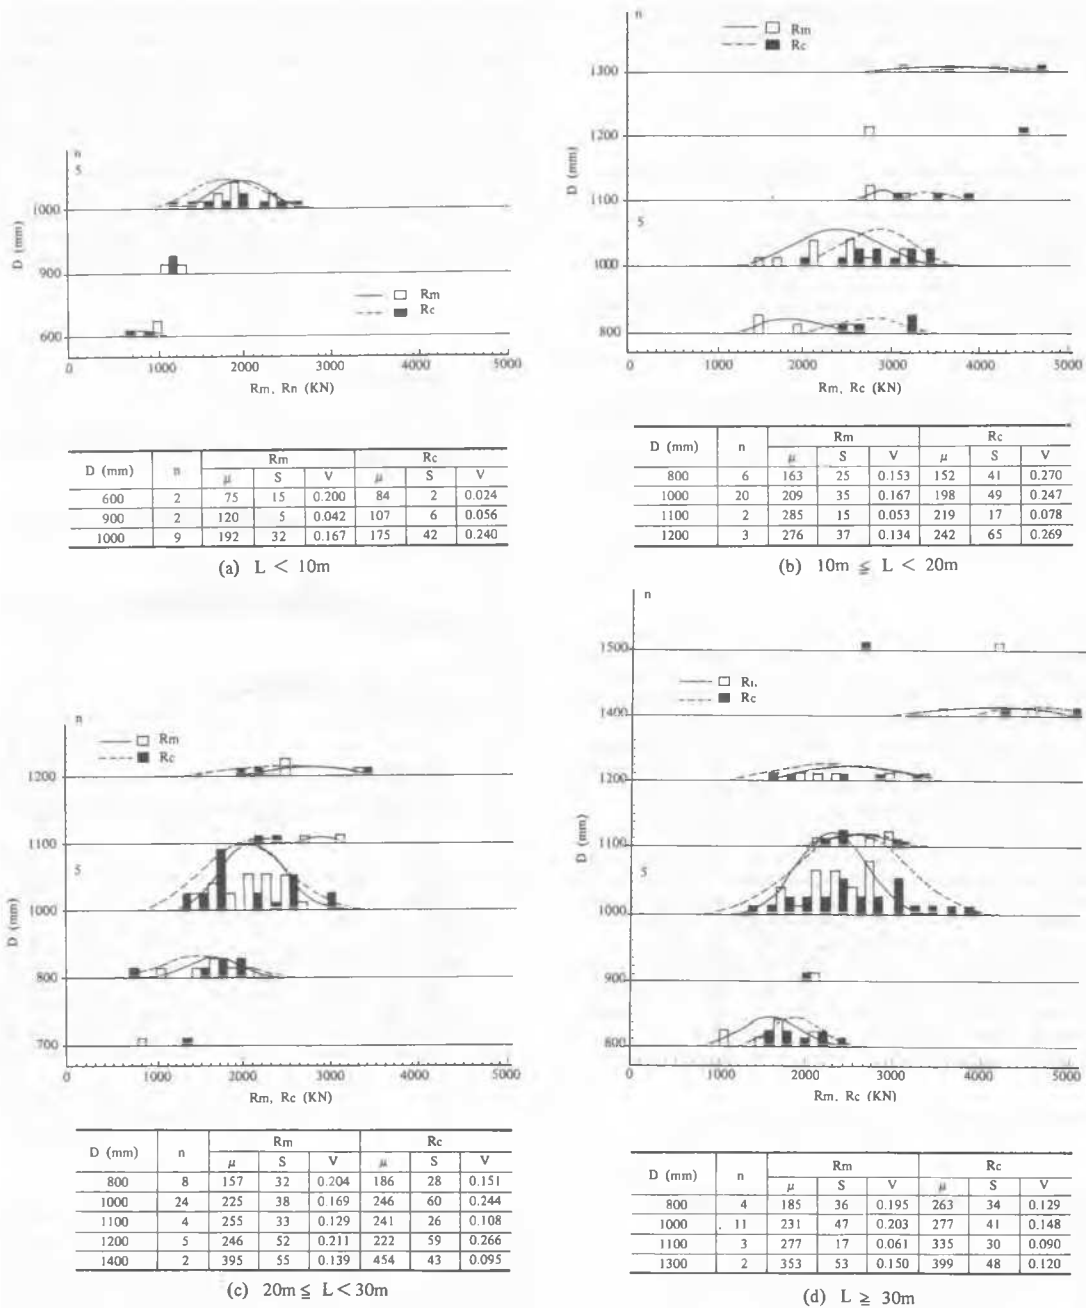 n
5
1000
D (mm)
900
Rm
Rc
600
0 1000 2000 3000 4000 5000
Rm, Rn (KN)
D (mm) n Rm Rc
μ S V μ S V
600 2 75 15 0.200 84 2 0.024
900 2 120 5 0.042 107 6 0.056
1000 9 192 32 0.167 175 42 0.240
(a) L < 10m
n
Rm
Rc
1300
1200
D (mm)
1100
5
1000
800
0 1000 2000 3000 4000 5000
Rm, Rc (KN)
D (mm) n Rm Rc
μ S V μ S V
800 6 163 25 0.153 152 41 0.270
1000 20 209 35 0.167 198 49 0.247
1100 2 285 15 0.053 219 17 0.078
1200 3 276 37 0.134 242 65 0.269
(b) 10m ≦ L < 20m
n
Rm
Rc
1200
1100
5
D (mm)
1000
800
700
0 1000 2000 3000 4000 5000
Rm, Rc (KN)
D (mm) n Rm Rc
μ S V μ S V
800 8 157 32 0.204 186 28 0.151
1000 24 225 38 0.169 246 60 0.244
1100 4 255 33 0.129 241 26 0.108
1200 5 246 52 0.211 222 59 0.266
1400 2 395 55 0.139 454 43 0.095
(c) 20m ≦ L < 30m
n
1500
Rc
1400
1200
D (mm)
1100
5
1000
900
800
0 1000 2000 3000 4000 5000
Rm, Rc (KN)
D (mm) n Rm Rc
μ S V μ S V
800 4 185 36 0.195 263 34 0.129
1000 11 231 47 0.203 277 41 0.148
1100 3 277 17 0.061 335 30 0.090
1300 2 353 53 0.150 399 48 0.120
(d) L ≧ 30m